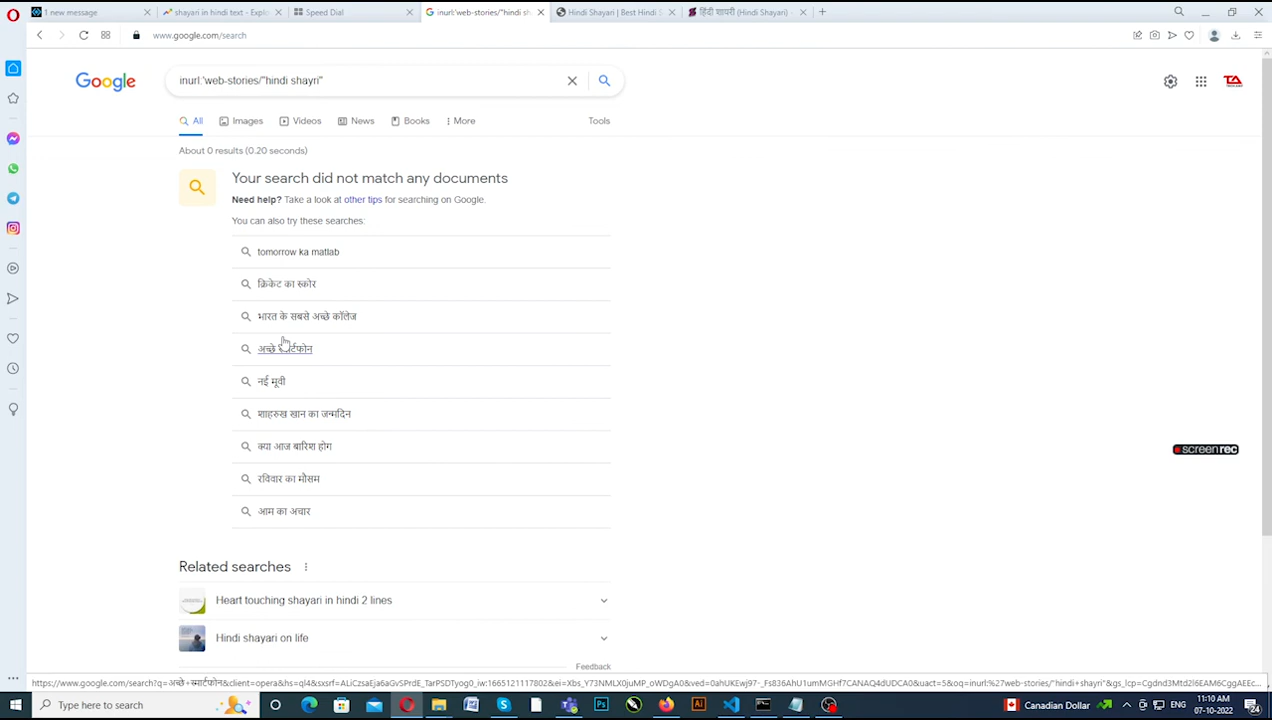 1 new message
shayari in hindi text - Explo
Speed Dial
inurl:'web-stories/"hindi sh
Hindi Shayari | Best Hindi S
हिंदी शायरी (Hindi Shayari) -
www.google.com/search
Google
inurl:'web-stories/"hindi shayri"
All
Images
Videos
News
Books
More
Tools
About 0 results (0.20 seconds)
Your search did not match any documents
Need help? Take a look at other tips for searching on Google.
You can also try these searches:
tomorrow ka matlab
क्रिकेट का स्कोर
भारत के सबसे अच्छे कॉलेज
अच्छे स्मार्टफोन
नई मूवी
शाहरुख खान का जन्मदिन
क्या आज बारिश होग
रविवार का मौसम
आम का अचार
screenrec
Related searches
Heart touching shayari in hindi 2 lines
Hindi shayari on life
Feedback
Type here to search
Canadian Dollar
ENG
11:10 AM
07-10-2022
24